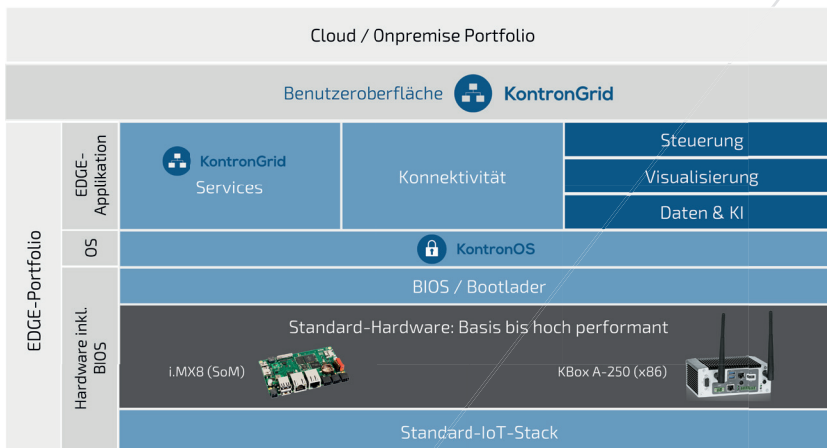 Cloud / Onpremise Portfolio
Benutzeroberfläche KontronGrid
EDGE-Portfolio
EDGE-
Applikation
KontronGrid
Services
Konnektivität
Steuerung
Visualisierung
Daten & KI
OS
KontronOS
Hardware inkl.
BIOS
BIOS / Bootlader
Standard-Hardware: Basis bis hoch performant
i.MX8 (SoM)
KBox A-250 (x86)
Standard-IoT-Stack